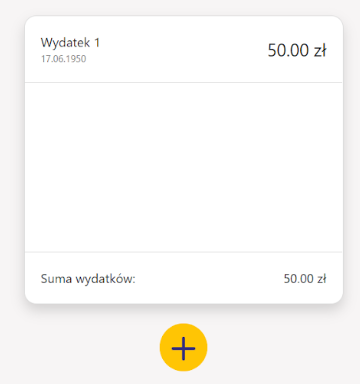 Wydatek 1
50.00 zł
17.06.1950
Suma wydatków: 50.00 zł